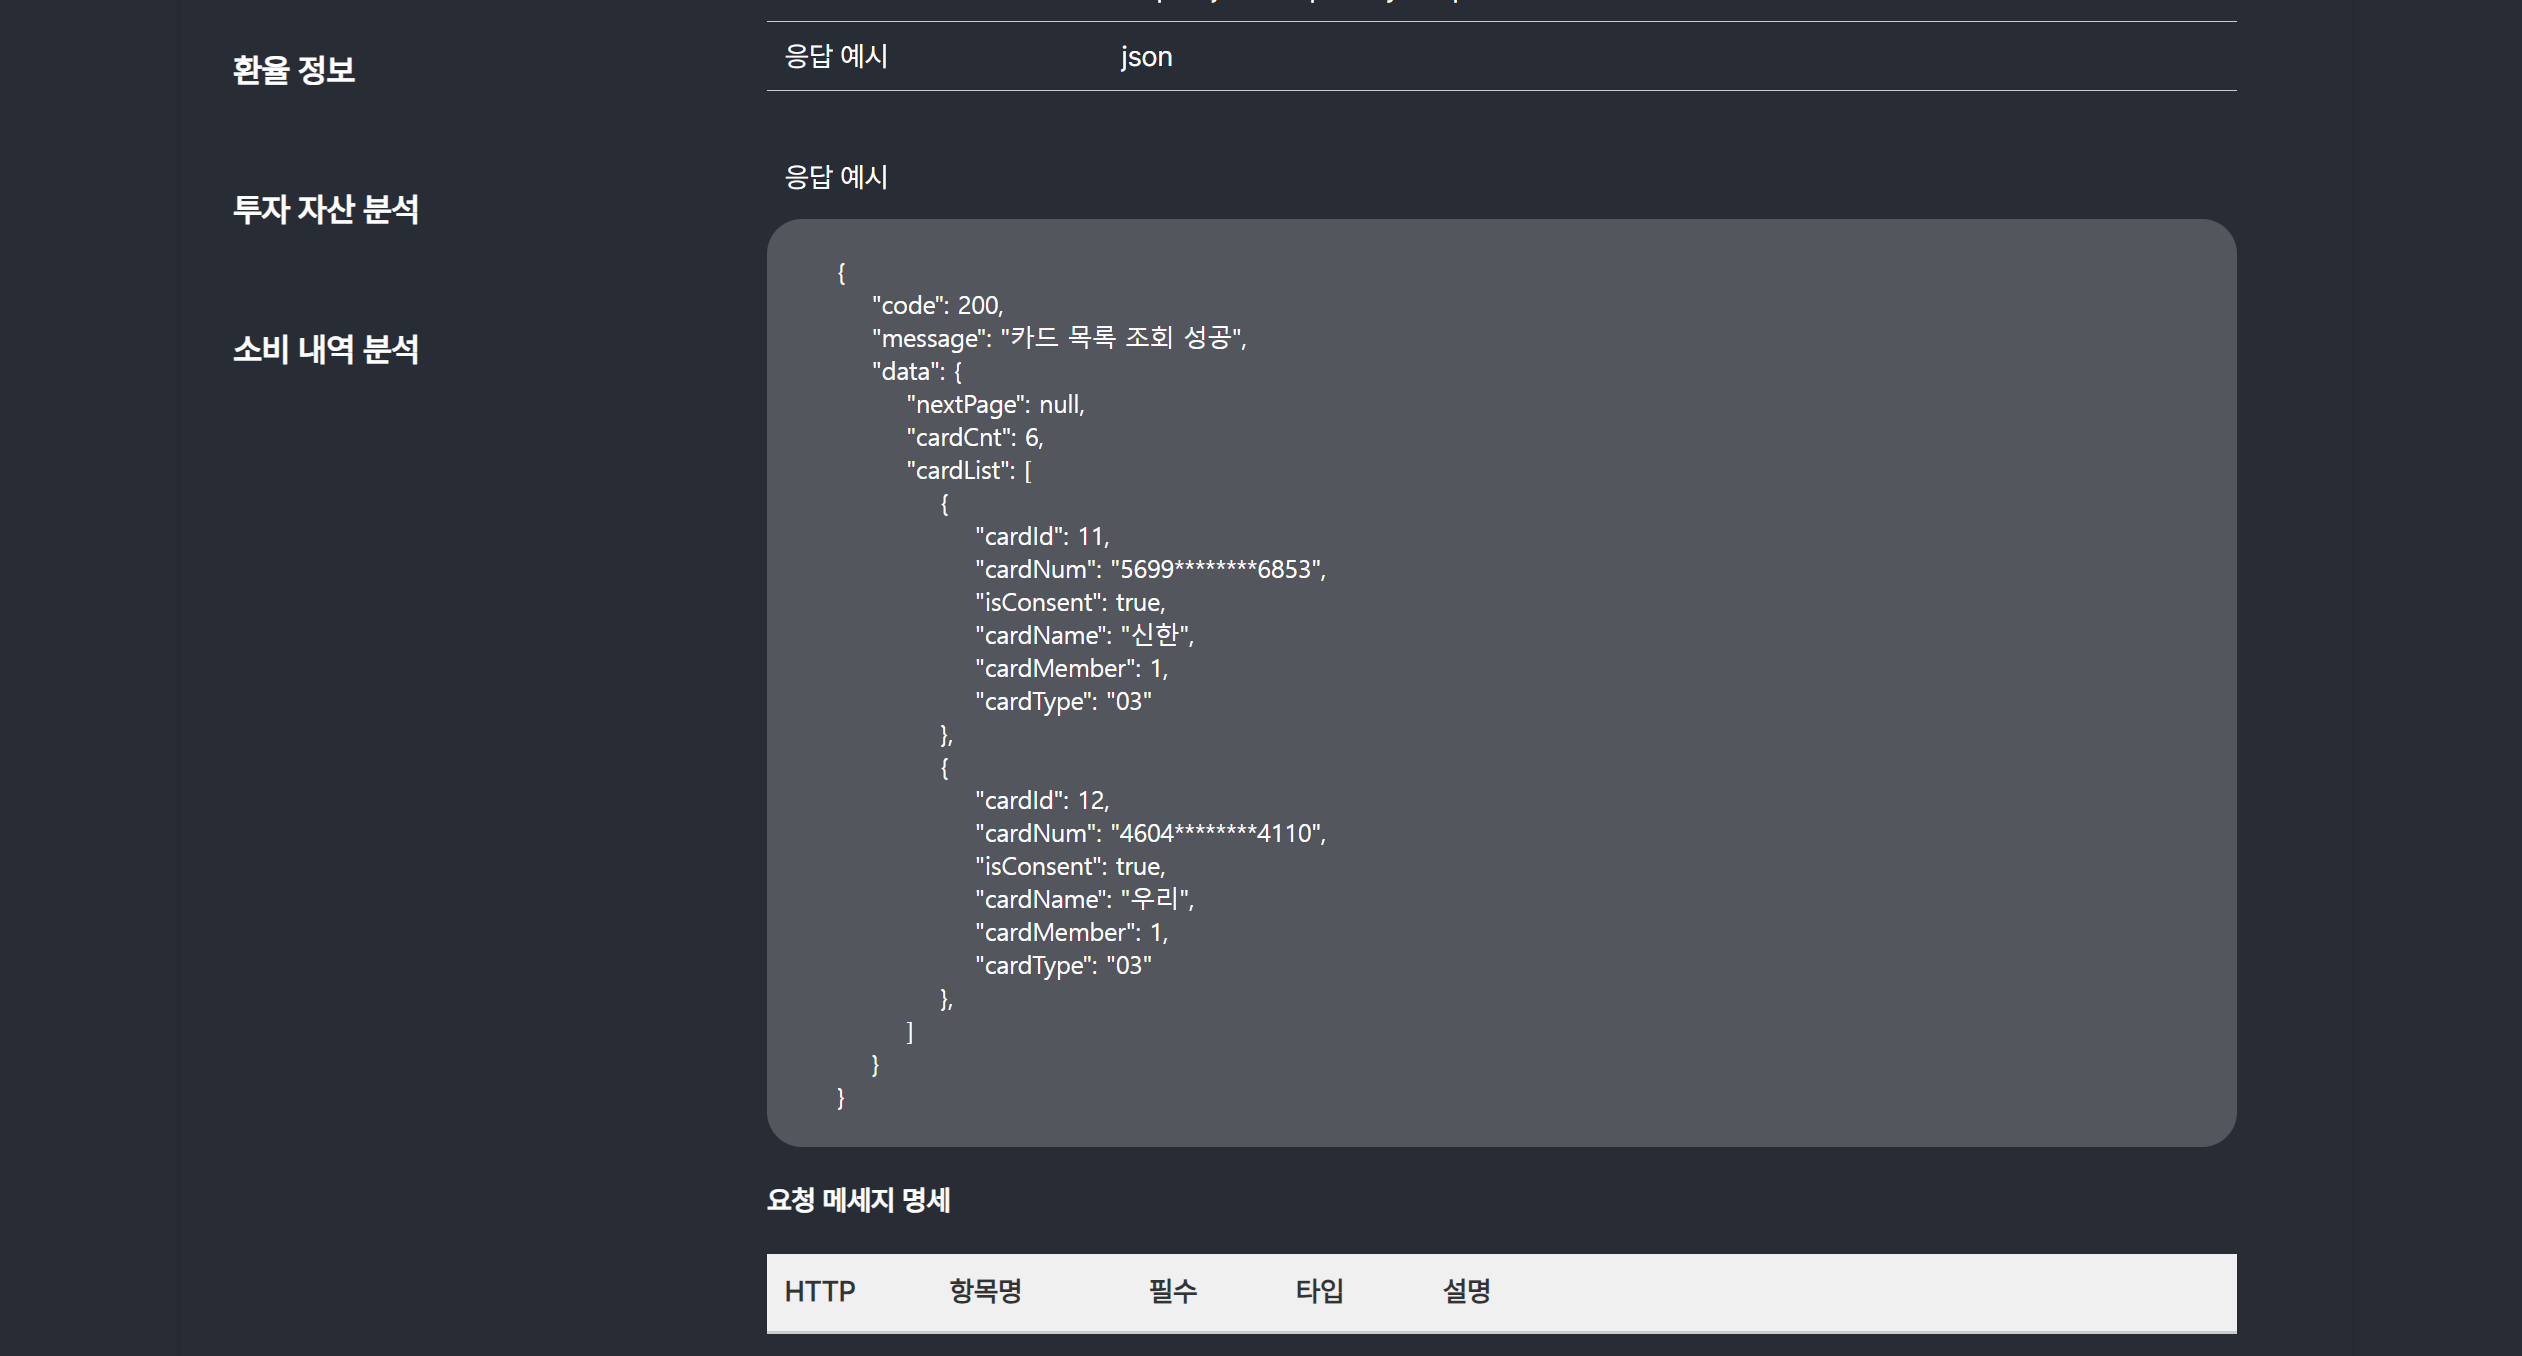 환율 정보
투자 자산 분석
소비 내역 분석
응답 예시 json
응답 예시
{
"code": 200,
"message": "카드 목록 조회 성공",
"data": {
"nextPage": null,
"cardCnt": 6,
"cardList": [
{
"cardId": 11,
"cardNum": "5699********6853",
"isConsent": true,
"cardName": "신한",
"cardMember": 1,
"cardType": "03"
},
{
"cardId": 12,
"cardNum": "4604********4110",
"isConsent": true,
"cardName": "우리",
"cardMember": 1,
"cardType": "03"
},
]
}
}
요청 메세지 명세
HTTP 항목명 필수 타입 설명